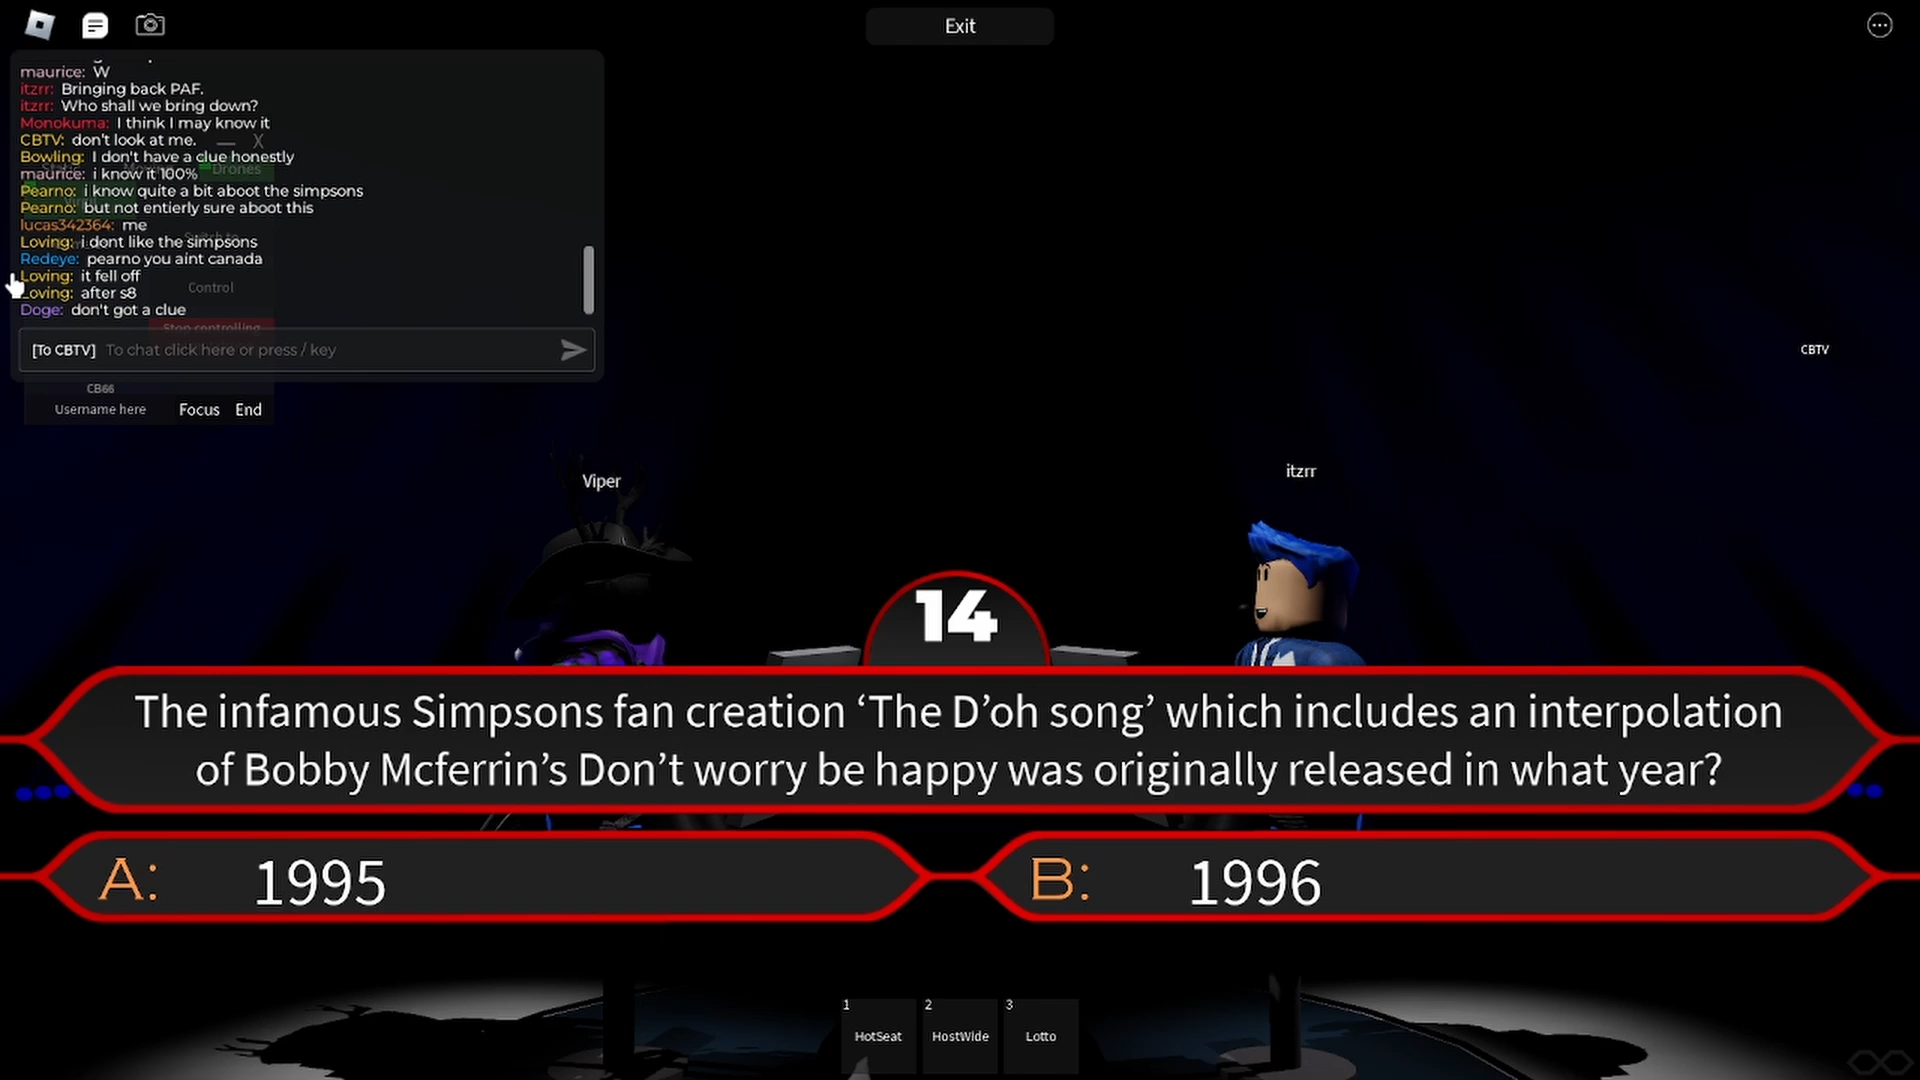 Exit
maurice: W
itzrr: Bringing back PAF.
itzrr: Who shall we bring down?
Monokuma: I think I may know it
CBTV: don't look at me.
— X
Bowling: I don't have a clue honestly
Drones
maurice: i know it 100%
Pearno: i know quite a bit aboot the simpsons
Pearno: but not entierly sure aboot this
lucas342364: me
Switch to
Loving: i dont like the simpsons
Redeye: pearno you aint canada
Loving: it fell off
Control
Loving: after s8
Doge: don't got a clue
Stop controlling
[To CBTV] To chat click here or press / key
CB66
Username here Focus End
CBTV
Viper
itzrr
14
The infamous Simpsons fan creation ‘The D’oh song’ which includes an interpolation
of Bobby Mcferrin’s Don’t worry be happy was originally released in what year?
A: 1995
B: 1996
1 HotSeat
2 HostWide
3 Lotto